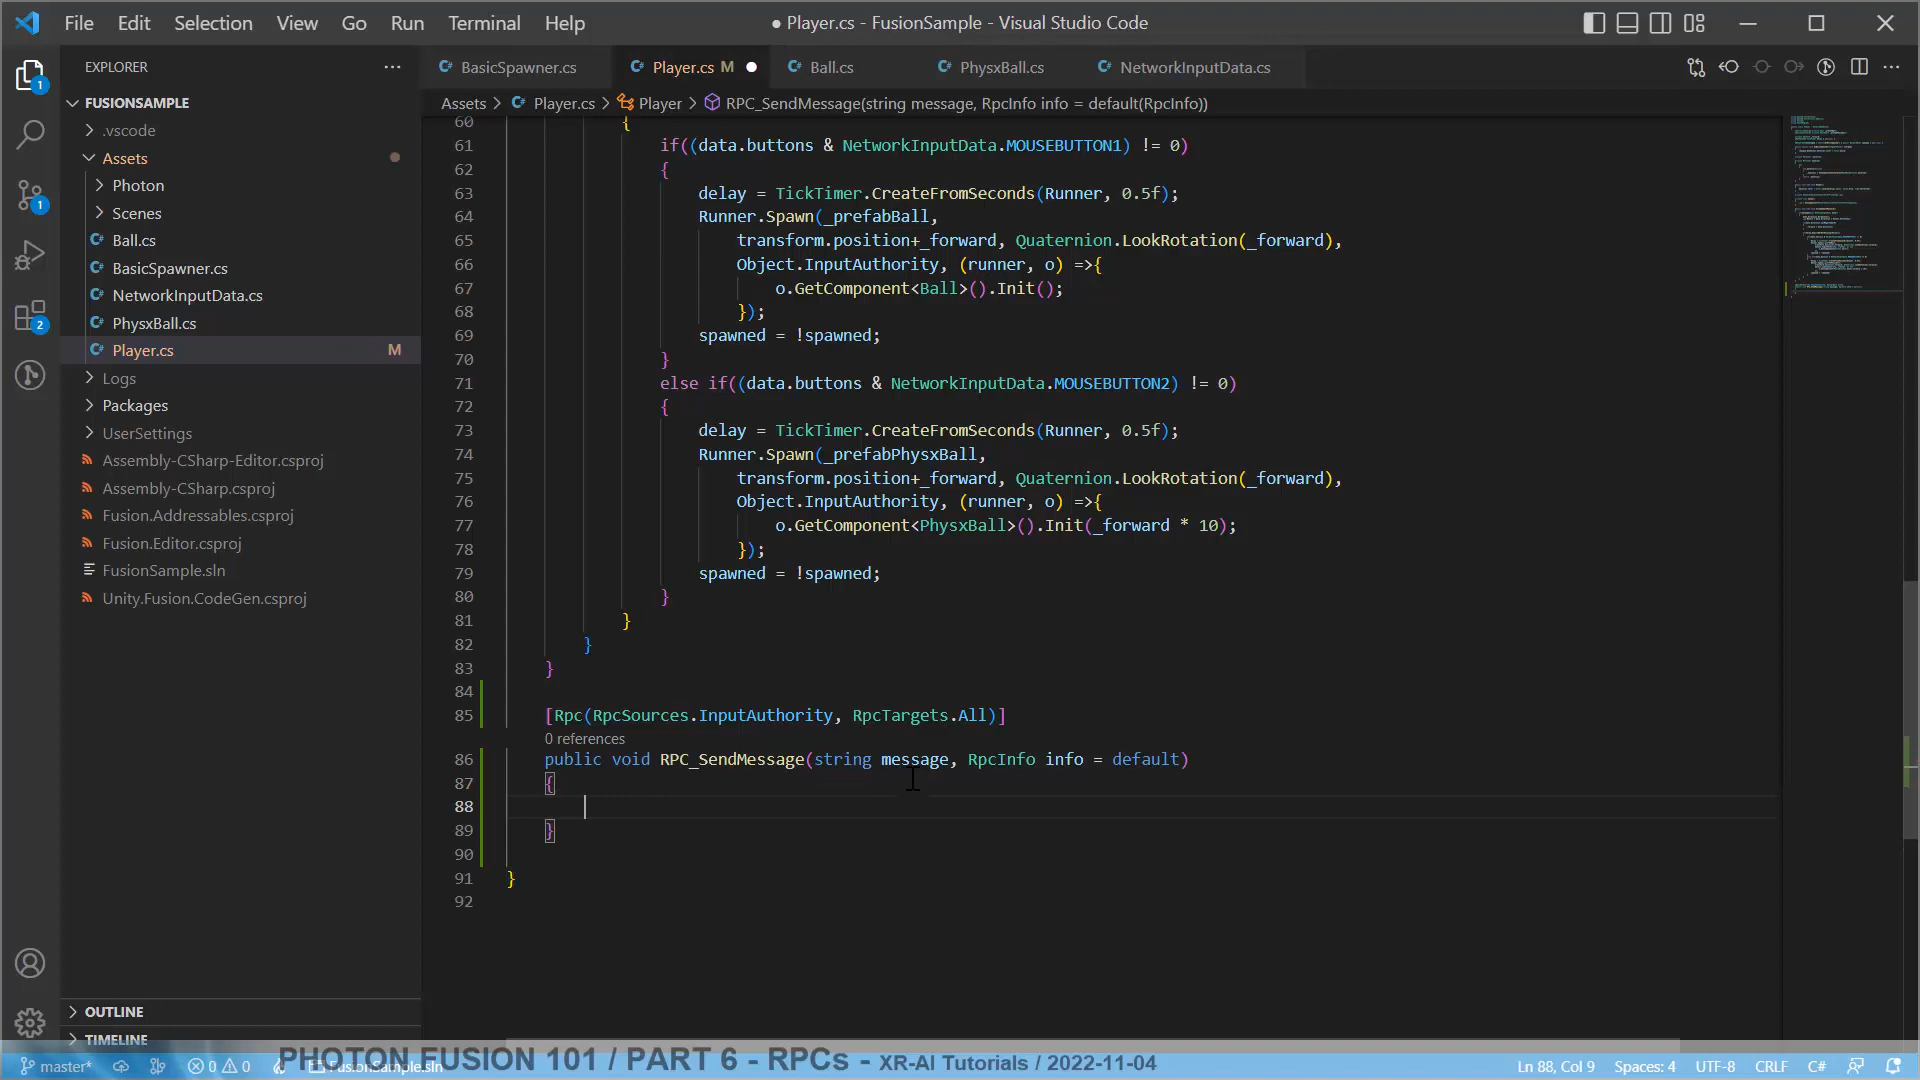 File Edit Selection View Go Run Terminal Help
● Player.cs - FusionSample - Visual Studio Code
EXPLORER
BasicSpawner.cs
Player.cs M
Ball.cs
PhysxBall.cs
NetworkInputData.cs
FUSIONSAMPLE
.vscode
Assets
Photon
Scenes
Ball.cs
BasicSpawner.cs
NetworkInputData.cs
PhysxBall.cs
Player.cs M
Logs
Packages
UserSettings
Assembly-CSharp-Editor.csproj
Assembly-CSharp.csproj
Fusion.Addressables.csproj
Fusion.Editor.csproj
FusionSample.sln
Unity.Fusion.CodeGen.csproj
OUTLINE
TIMELINE
1
1
2
Assets > Player.cs > Player > RPC_SendMessage(string message, RpcInfo info = default(RpcInfo))
60 {
61 if((data.buttons & NetworkInputData.MOUSEBUTTON1) != 0)
62 {
63 delay = TickTimer.CreateFromSeconds(Runner, 0.5f);
64 Runner.Spawn(_prefabBall,
65 transform.position+_forward, Quaternion.LookRotation(_forward),
66 Object.InputAuthority, (runner, o) =>{
67 o.GetComponent<Ball>().Init();
68 });
69 spawned = !spawned;
70 }
71 else if((data.buttons & NetworkInputData.MOUSEBUTTON2) != 0)
72 {
73 delay = TickTimer.CreateFromSeconds(Runner, 0.5f);
74 Runner.Spawn(_prefabPhysxBall,
75 transform.position+_forward, Quaternion.LookRotation(_forward),
76 Object.InputAuthority, (runner, o) =>{
77 o.GetComponent<PhysxBall>().Init(_forward * 10);
78 });
79 spawned = !spawned;
80 }
81 }
82 }
83 }
84
85 [Rpc(RpcSources.InputAuthority, RpcTargets.All)]
0 references
86 public void RPC_SendMessage(string message, RpcInfo info = default)
87 {
88
89 }
90
91 }
92
master* 0 0 FusionSample.sln
PHOTON FUSION 101 / PART 6 - RPCs - XR-AI Tutorials / 2022-11-04
Ln 88, Col 9 Spaces: 4 UTF-8 CRLF C#